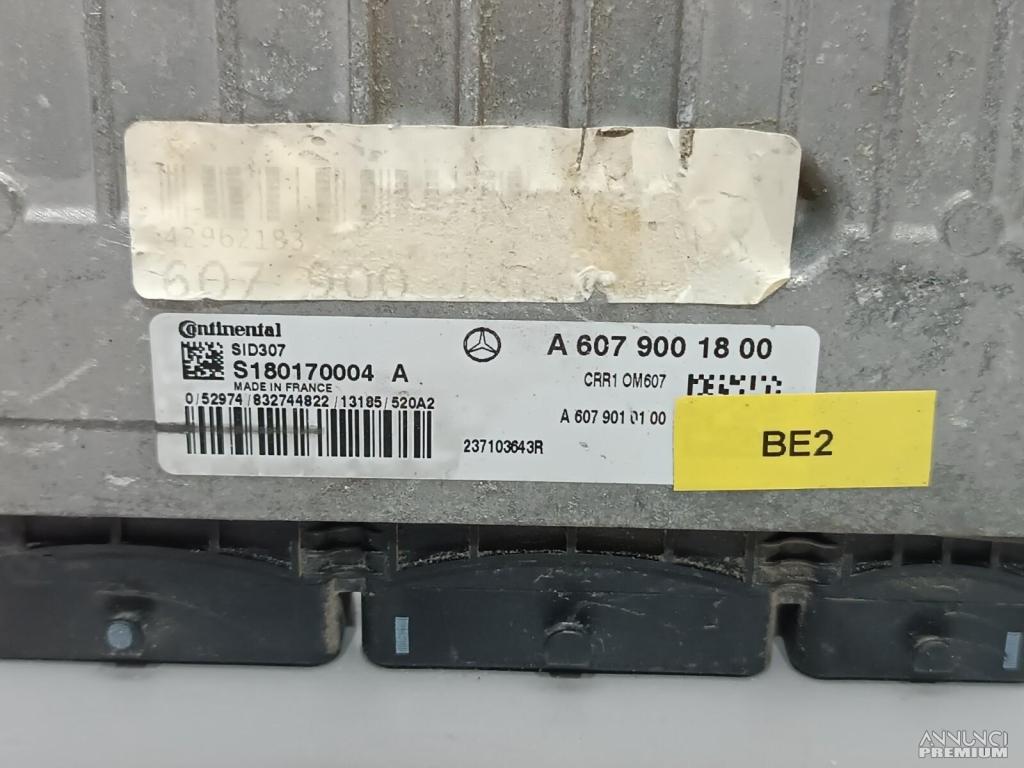 42962183
607 900
Continental
SID307
S180170004 A
MADE IN FRANCE
0/52974/832744822/13185/520A2
A 607 900 18 00
CRR1 OM607
A 607 901 01 00
237103643R
BE2
ANNUNCI
PREMIUM